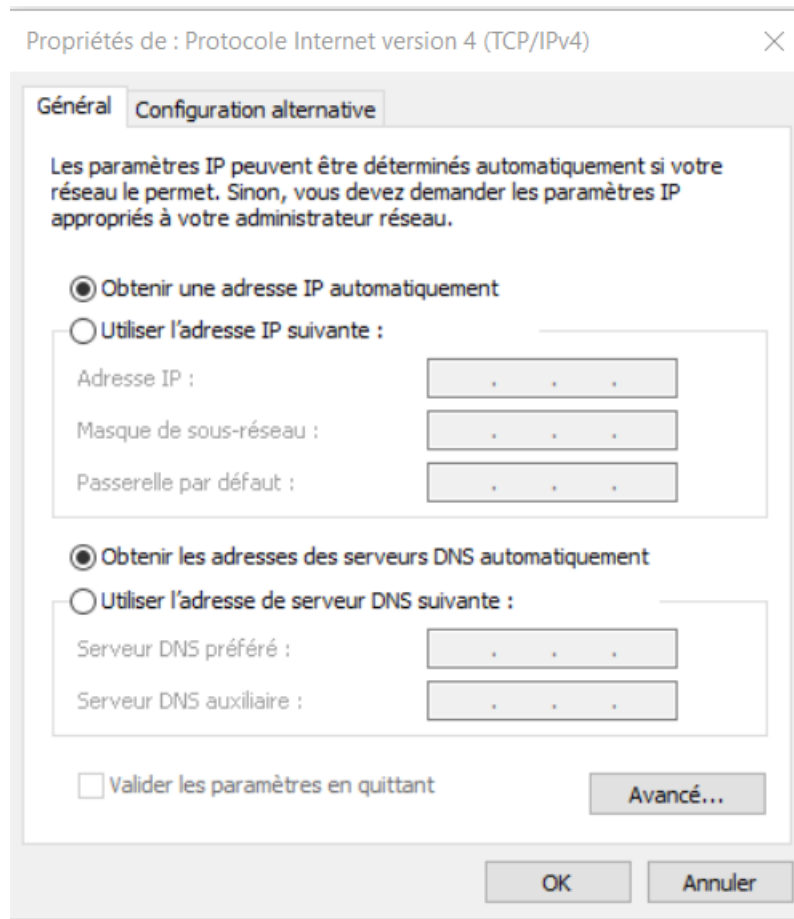 Propriétés de : Protocole Internet version 4 (TCP/IPv4)
Général
Configuration alternative
Les paramètres IP peuvent être déterminés automatiquement si votre
réseau le permet. Sinon, vous devez demander les paramètres IP
appropriés à votre administrateur réseau.
Obtenir une adresse IP automatiquement
Utiliser l’adresse IP suivante :
Adresse IP :
Masque de sous-réseau :
Passerelle par défaut :
Obtenir les adresses des serveurs DNS automatiquement
Utiliser l’adresse de serveur DNS suivante :
Serveur DNS préféré :
Serveur DNS auxiliaire :
Valider les paramètres en quittant
Avancé...
OK
Annuler